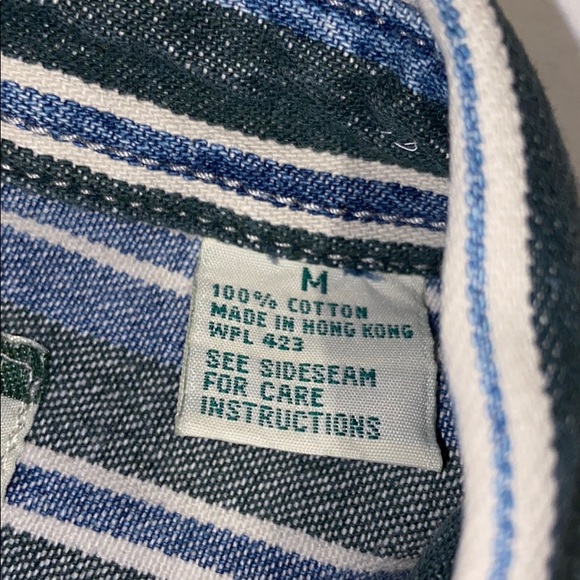 M
100% COTTON
MADE IN HONG KONG
WPL 423
SEE SIDESEAM
FOR CARE
INSTRUCTIONS